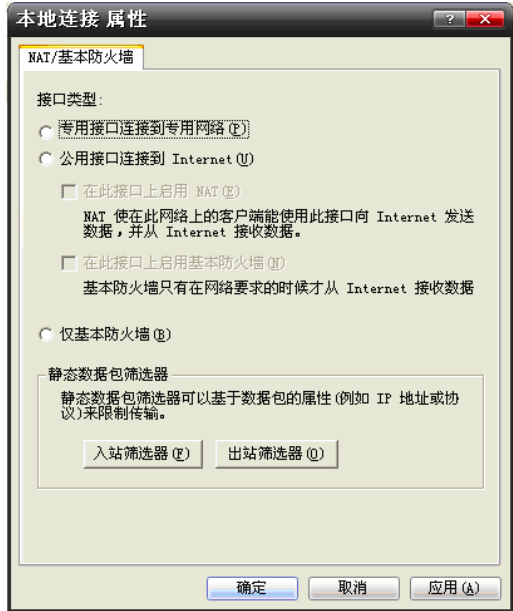 本地连接 属性
NAT/基本防火墙
接口类型:
专用接口连接到专用网络(P)
公用接口连接到 Internet(U)
在此接口上启用 NAT(E)
NAT 使在此网络上的客户端能使用此接口向 Internet 发送
数据，并从 Internet 接收数据。
在此接口上启用基本防火墙(N)
基本防火墙只有在网络要求的时候才从 Internet 接收数据
仅基本防火墙(B)
静态数据包筛选器
静态数据包筛选器可以基于数据包的属性(例如 IP 地址或协
议)来限制传输。
入站筛选器(F)
出站筛选器(O)
确定
取消
应用(A)